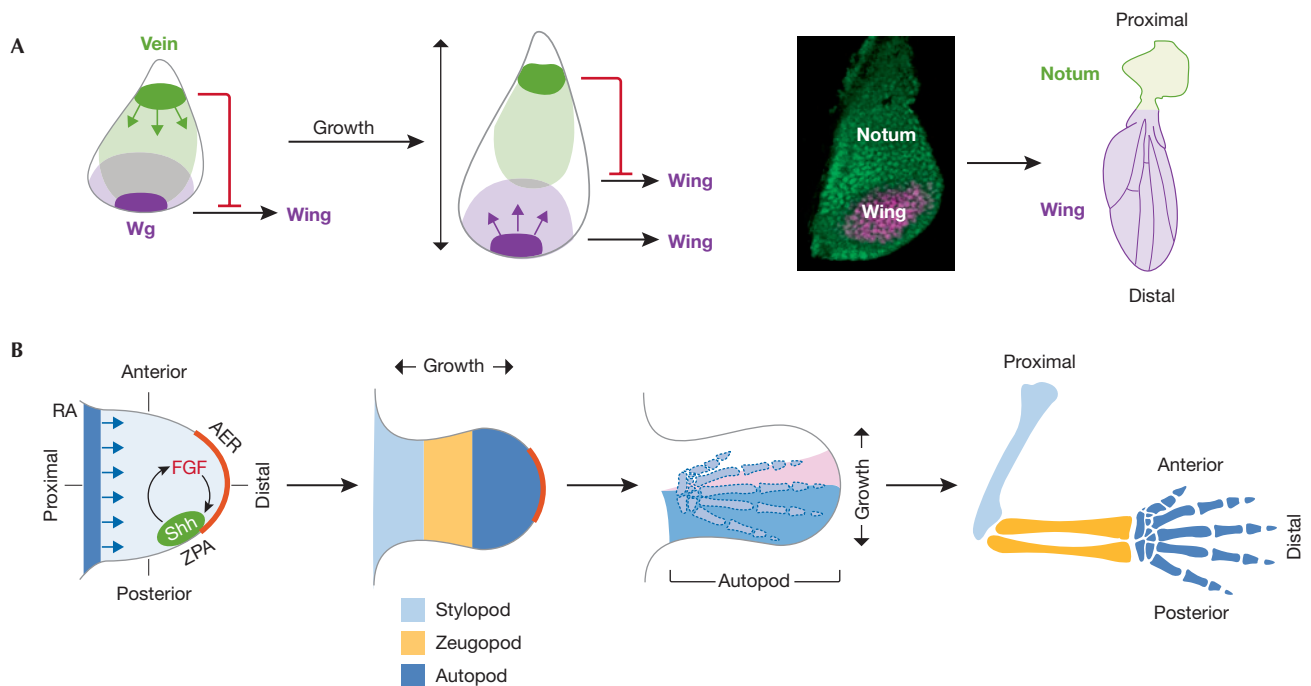 A
Vein
Growth
Wg
Wing
Wing
Wing
Notum
Wing
Proximal
Notum
Wing
Distal
B
Anterior
RA
AER
FGF
Proximal
Distal
Shh
ZPA
Posterior
Growth
Stylopod
Zeugopod
Autopod
Growth
Autopod
Proximal
Anterior
Distal
Posterior